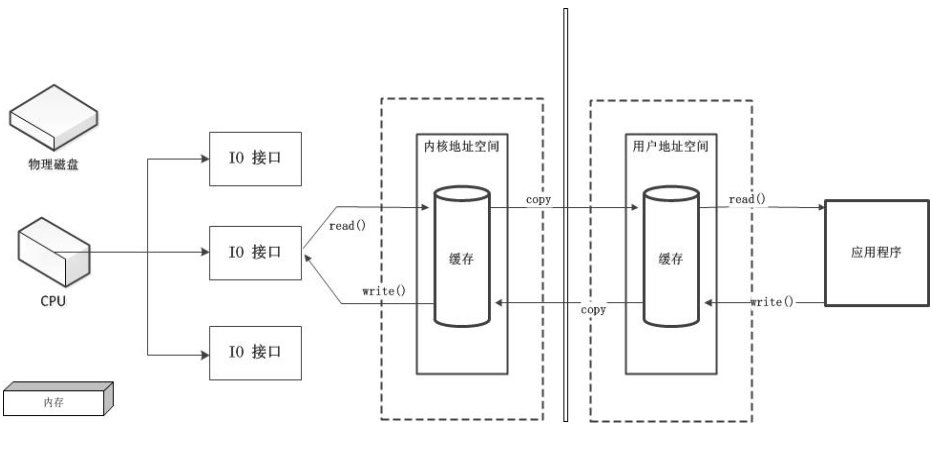 物理磁盘
CPU
内存
IO 接口
IO 接口
IO 接口
read()
write()
内核地址空间
缓存
copy
copy
用户地址空间
缓存
read()
write()
应用程序